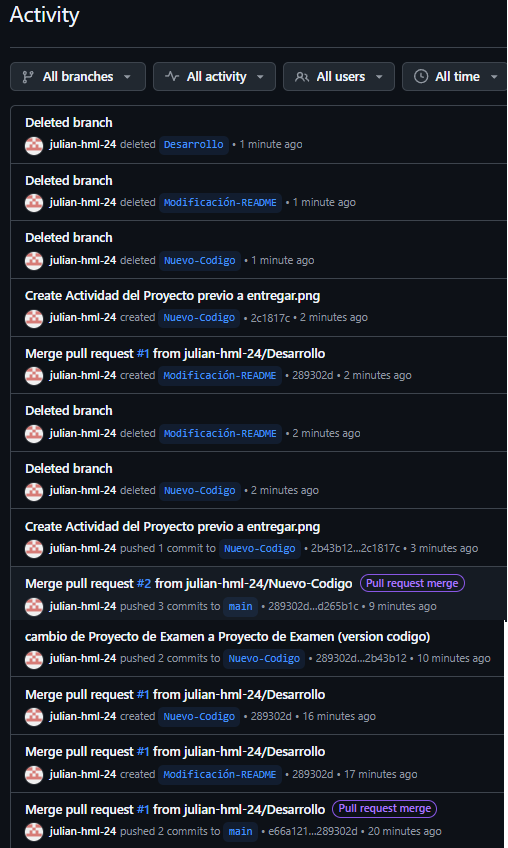 Activity
All branches All activity All users All time
Deleted branch
julian-hml-24 deleted Desarrollo • 1 minute ago
Deleted branch
julian-hml-24 deleted Modificación-README • 1 minute ago
Deleted branch
julian-hml-24 deleted Nuevo-Codigo • 1 minute ago
Create Actividad del Proyecto previo a entregar.png
julian-hml-24 created Nuevo-Codigo • 2c1817c • 2 minutes ago
Merge pull request #1 from julian-hml-24/Desarrollo
julian-hml-24 created Modificación-README • 289302d • 2 minutes ago
Deleted branch
julian-hml-24 deleted Modificación-README • 2 minutes ago
Deleted branch
julian-hml-24 deleted Nuevo-Codigo • 2 minutes ago
Create Actividad del Proyecto previo a entregar.png
julian-hml-24 pushed 1 commit to Nuevo-Codigo • 2b43b12...2c1817c • 3 minutes ago
Merge pull request #2 from julian-hml-24/Nuevo-Codigo Pull request merge
julian-hml-24 pushed 3 commits to main • 289302d...d265b1c • 9 minutes ago
cambio de Proyecto de Examen a Proyecto de Examen (version codigo)
julian-hml-24 pushed 2 commits to Nuevo-Codigo • 289302d...2b43b12 • 10 minutes ago
Merge pull request #1 from julian-hml-24/Desarrollo
julian-hml-24 created Nuevo-Codigo • 289302d • 16 minutes ago
Merge pull request #1 from julian-hml-24/Desarrollo
julian-hml-24 created Modificación-README • 289302d • 17 minutes ago
Merge pull request #1 from julian-hml-24/Desarrollo Pull request merge
julian-hml-24 pushed 2 commits to main • e66a121...289302d • 20 minutes ago